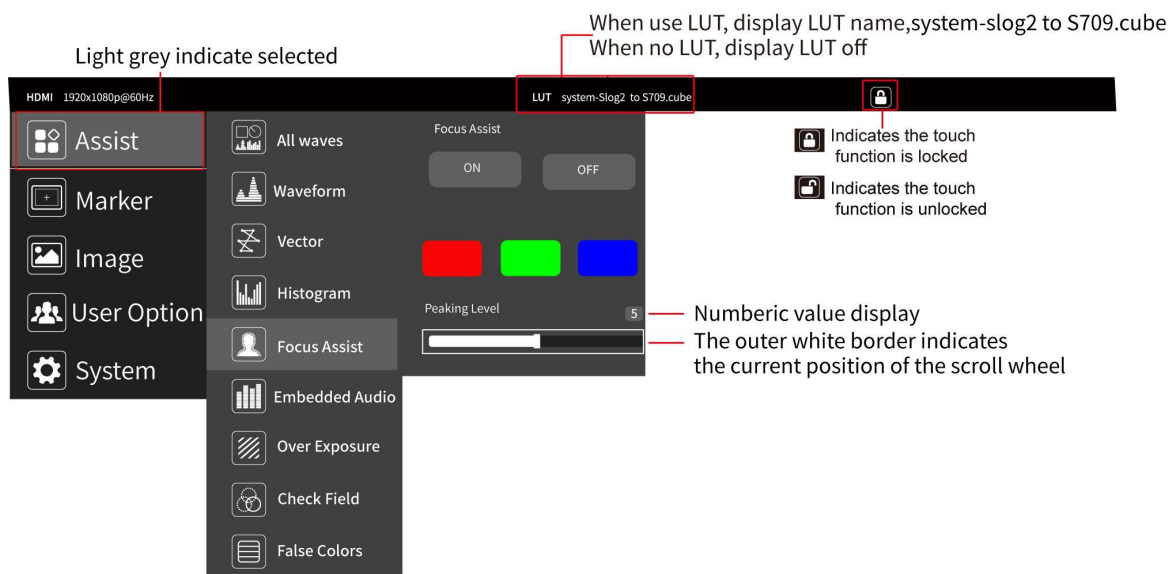 When use LUT, display LUT name,system-slog2 to S709.cube
When no LUT, display LUT off
Light grey indicate selected
HDMI 1920x1080p@60Hz
LUT system-Slog2 to S709.cube
Assist
Marker
Image
User Option
System
All waves
Waveform
Vector
Histogram
Focus Assist
Embedded Audio
Over Exposure
Check Field
False Colors
Focus Assist
ON OFF
Peaking Level 5
Indicates the touch
function is locked
Indicates the touch
function is unlocked
Numberic value display
The outer white border indicates
the current position of the scroll wheel